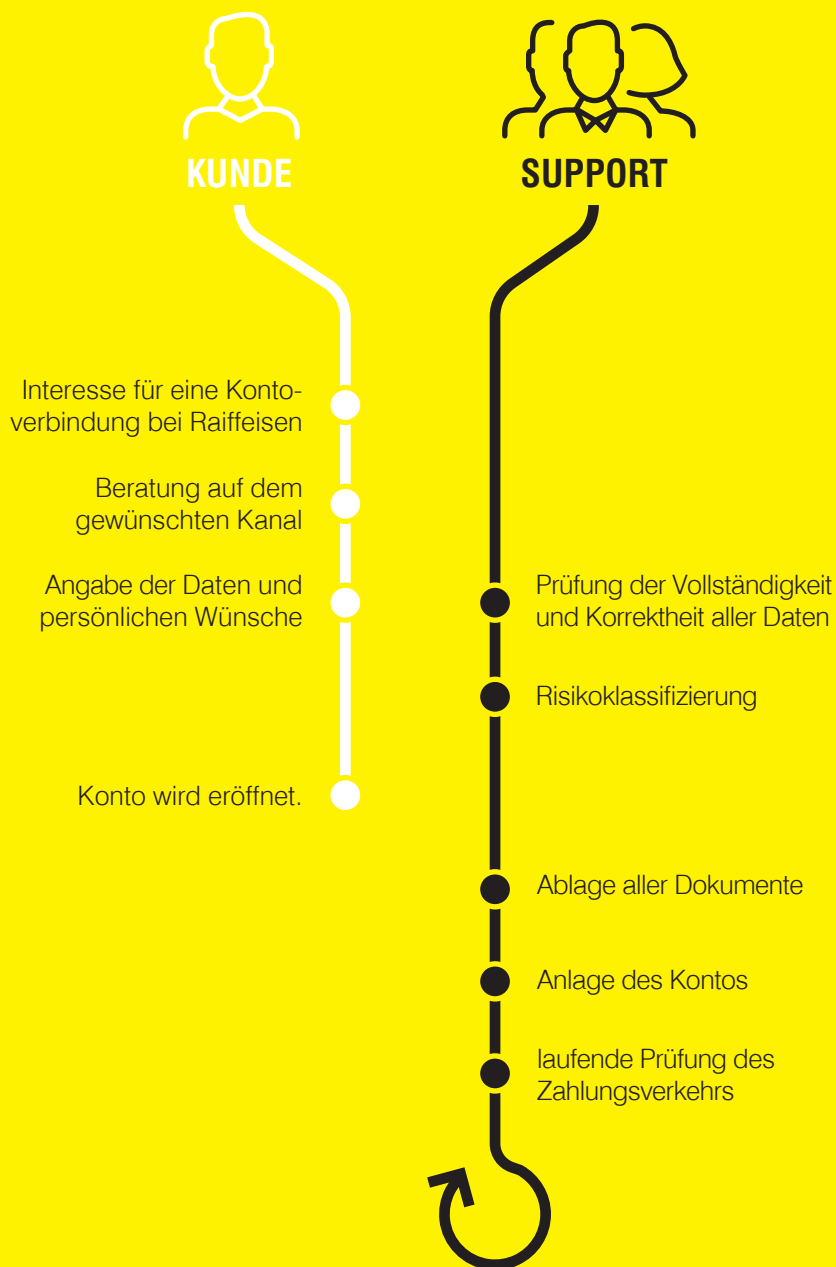 KUNDE
SUPPORT
Interesse für eine Konto-
verbindung bei Raiffeisen
Beratung auf dem
gewünschten Kanal
Angabe der Daten und
persönlichen Wünsche
Prüfung der Vollständigkeit
und Korrektheit aller Daten
Risikoklassifizierung
Konto wird eröffnet.
Ablage aller Dokumente
Anlage des Kontos
laufende Prüfung des
Zahlungsverkehrs